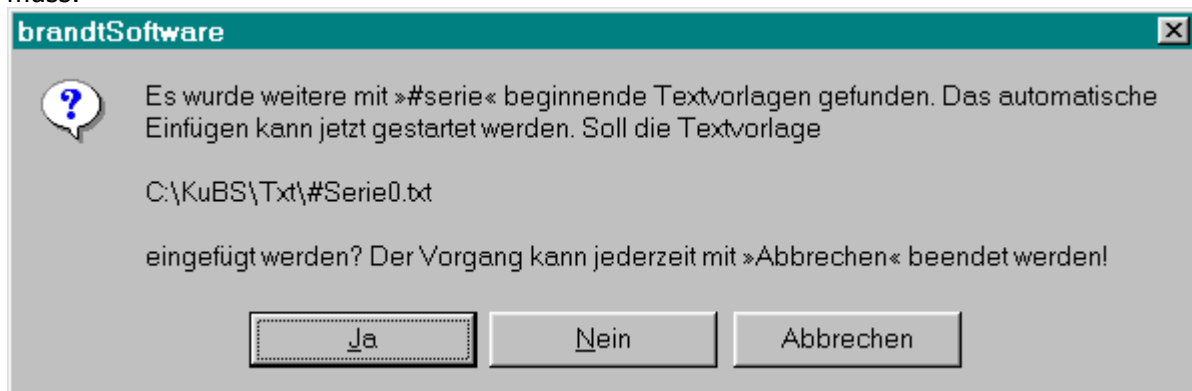 brandtSoftware
Es wurde weitere mit »#serie« beginnende Textvorlagen gefunden. Das automatische
Einfügen kann jetzt gestartet werden. Soll die Textvorlage
C:\KuBS\Txt\#Serie0.txt
eingefügt werden? Der Vorgang kann jederzeit mit »Abbrechen« beendet werden!
Ja
Nein
Abbrechen